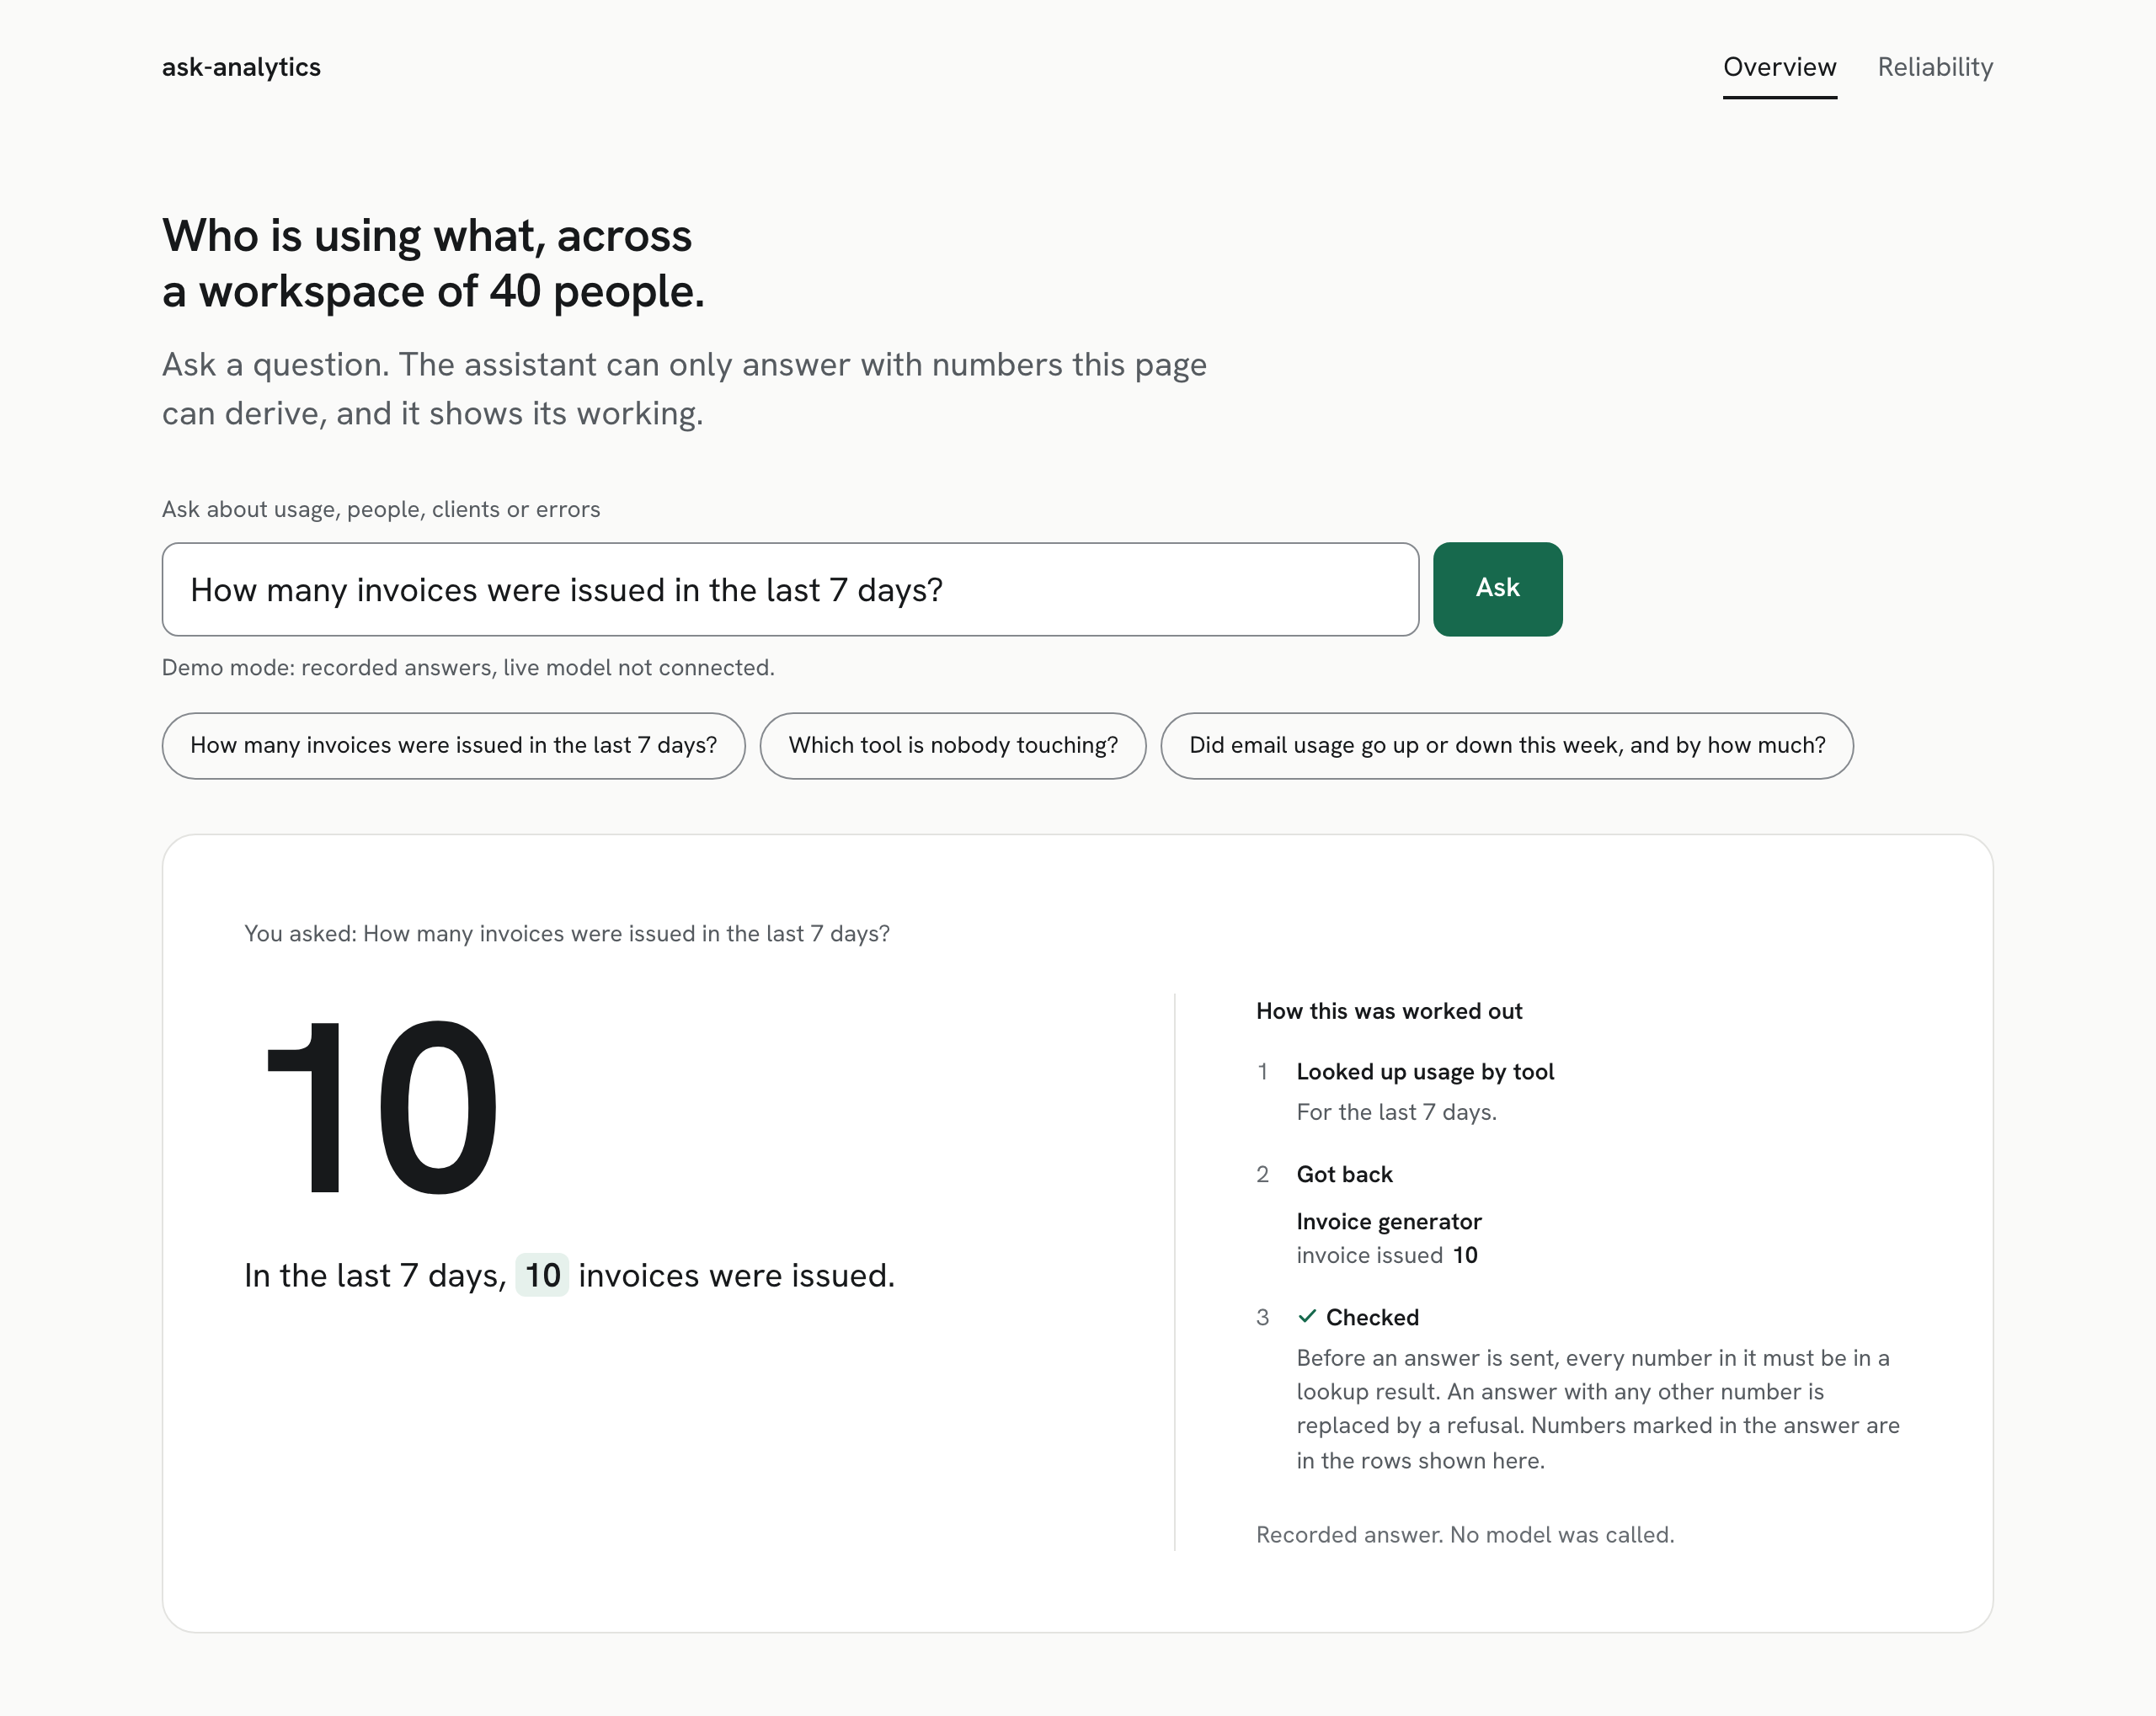 ask-analytics
Overview
Reliability
Who is using what, across
a workspace of 40 people.
Ask a question. The assistant can only answer with numbers this page
can derive, and it shows its working.
Ask about usage, people, clients or errors
How many invoices were issued in the last 7 days?
Ask
Demo mode: recorded answers, live model not connected.
How many invoices were issued in the last 7 days?
Which tool is nobody touching?
Did email usage go up or down this week, and by how much?
You asked: How many invoices were issued in the last 7 days?
10
In the last 7 days, 10 invoices were issued.
How this was worked out
1 Looked up usage by tool
For the last 7 days.
2 Got back
Invoice generator
invoice issued 10
3 ✓ Checked
Before an answer is sent, every number in it must be in a
lookup result. An answer with any other number is
replaced by a refusal. Numbers marked in the answer are
in the rows shown here.
Recorded answer. No model was called.